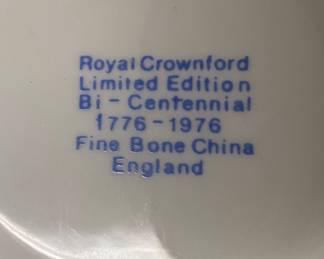 Royal Crownford
Limited Edition
Bi - Centennial
1776 - 1976
Fine Bone China
England